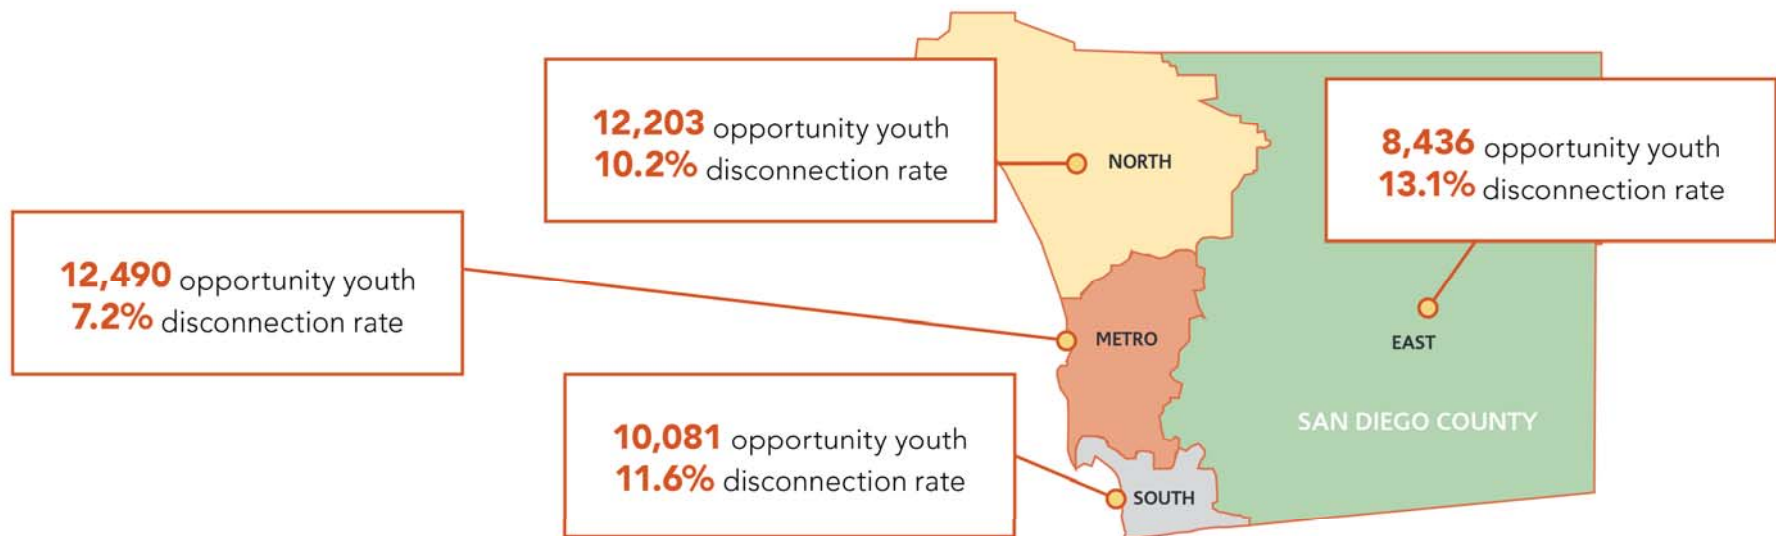 12,203 opportunity youth
10.2% disconnection rate
NORTH
8,436 opportunity youth
13.1% disconnection rate
12,490 opportunity youth
7.2% disconnection rate
METRO
EAST
SAN DIEGO COUNTY
10,081 opportunity youth
11.6% disconnection rate
SOUTH